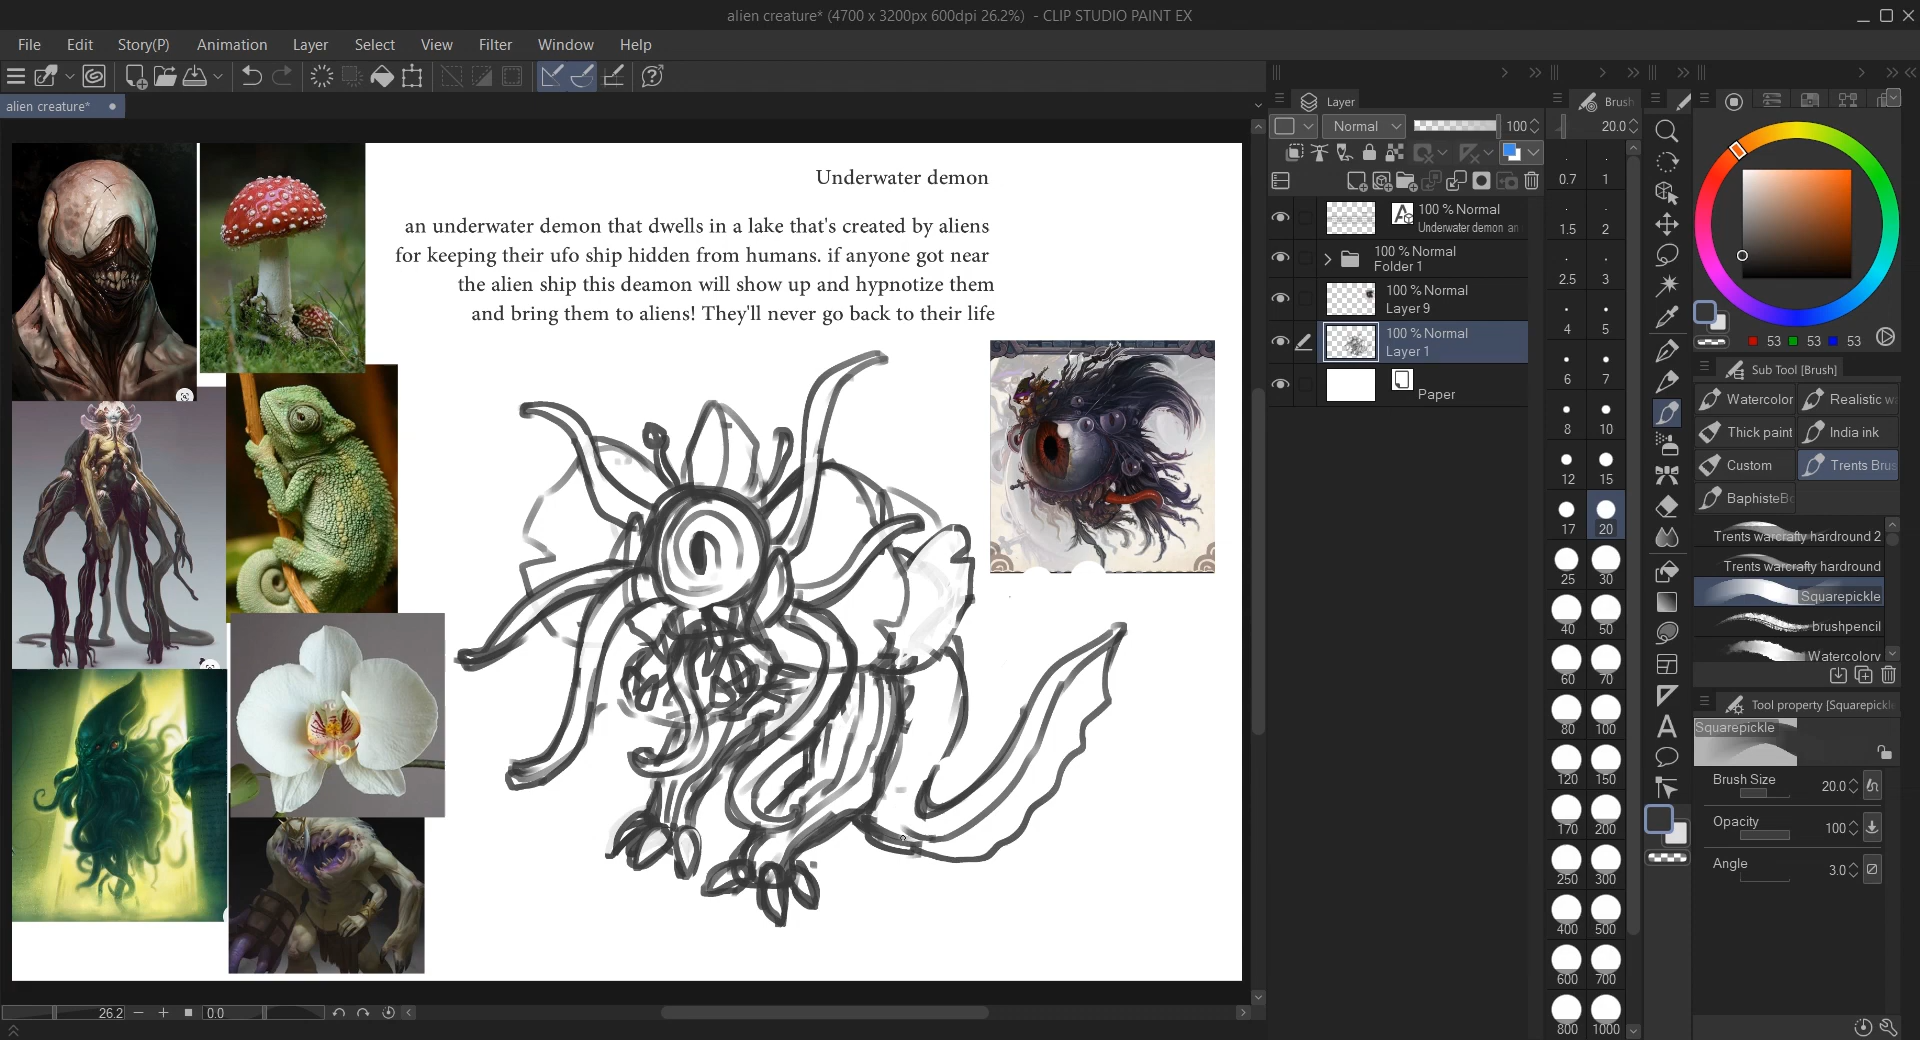 alien creature* (4700 x 3200px 600dpi 26.2%) - CLIP STUDIO PAINT EX
File Edit Story(P) Animation Layer Select View Filter Window Help
alien creature*
Underwater demon
an underwater demon that dwells in a lake that's created by aliens
for keeping their ufo ship hidden from humans. if anyone got near
the alien ship this deamon will show up and hypnotize them
and bring them to aliens! They'll never go back to their life
26.2
0.0
Layer
Normal 100
100 % Normal
Underwater demon an
100 % Normal
Folder 1
100 % Normal
Layer 9
100 % Normal
Layer 1
Paper
Brush
20.0
0.7 1
1.5 2
2.5 3
4 5
6 7
8 10
12 15
17 20
25 30
40 50
60 70
80 100
120 150
170 200
250 300
400 500
600 700
800 1000
A
53 53 53
Sub Tool [Brush]
Watercolor Realistic w
Thick paint India ink
Custom Trents Brus
BaphisteB
Trents warcrafty hardround 2
Trents warcrafty hardround
Squarepickle
brushpencil
Watercolory
Tool property [Squarepickle
Squarepickle
Brush Size 20.0
Opacity 100
Angle 3.0